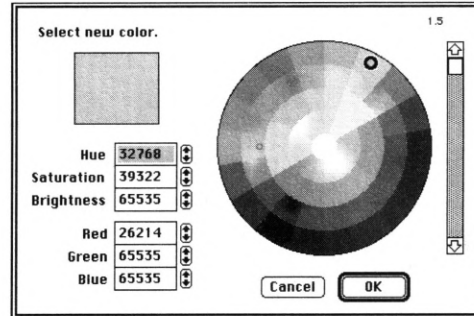 1.5
Select new color.
Hue 32768
Saturation 39322
Brightness 65535
Red 26214
Green 65535
Blue 65535
Cancel OK